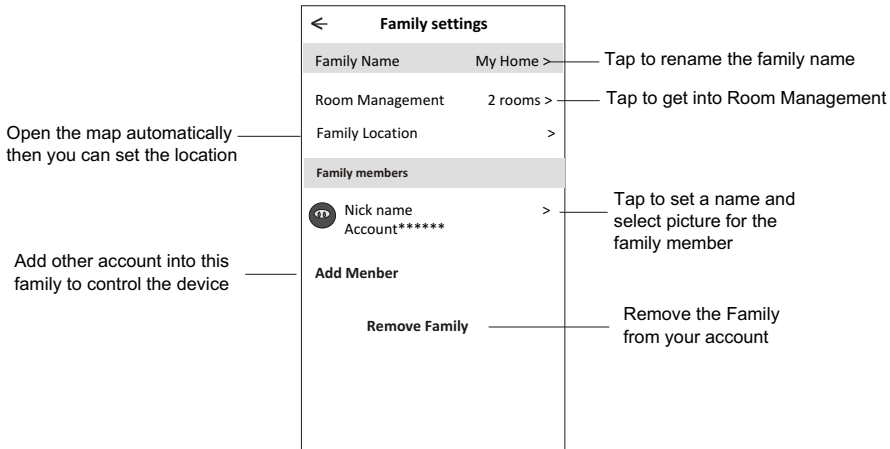 ← Family settings
Family Name My Home >
Tap to rename the family name
Room Management 2 rooms >
Tap to get into Room Management
Open the map automatically
then you can set the location
Family Location >
Family members
Nick name >
Account******
Tap to set a name and
select picture for the
family member
Add other account into this
family to control the device
Add Menber
Remove Family
Remove the Family
from your account